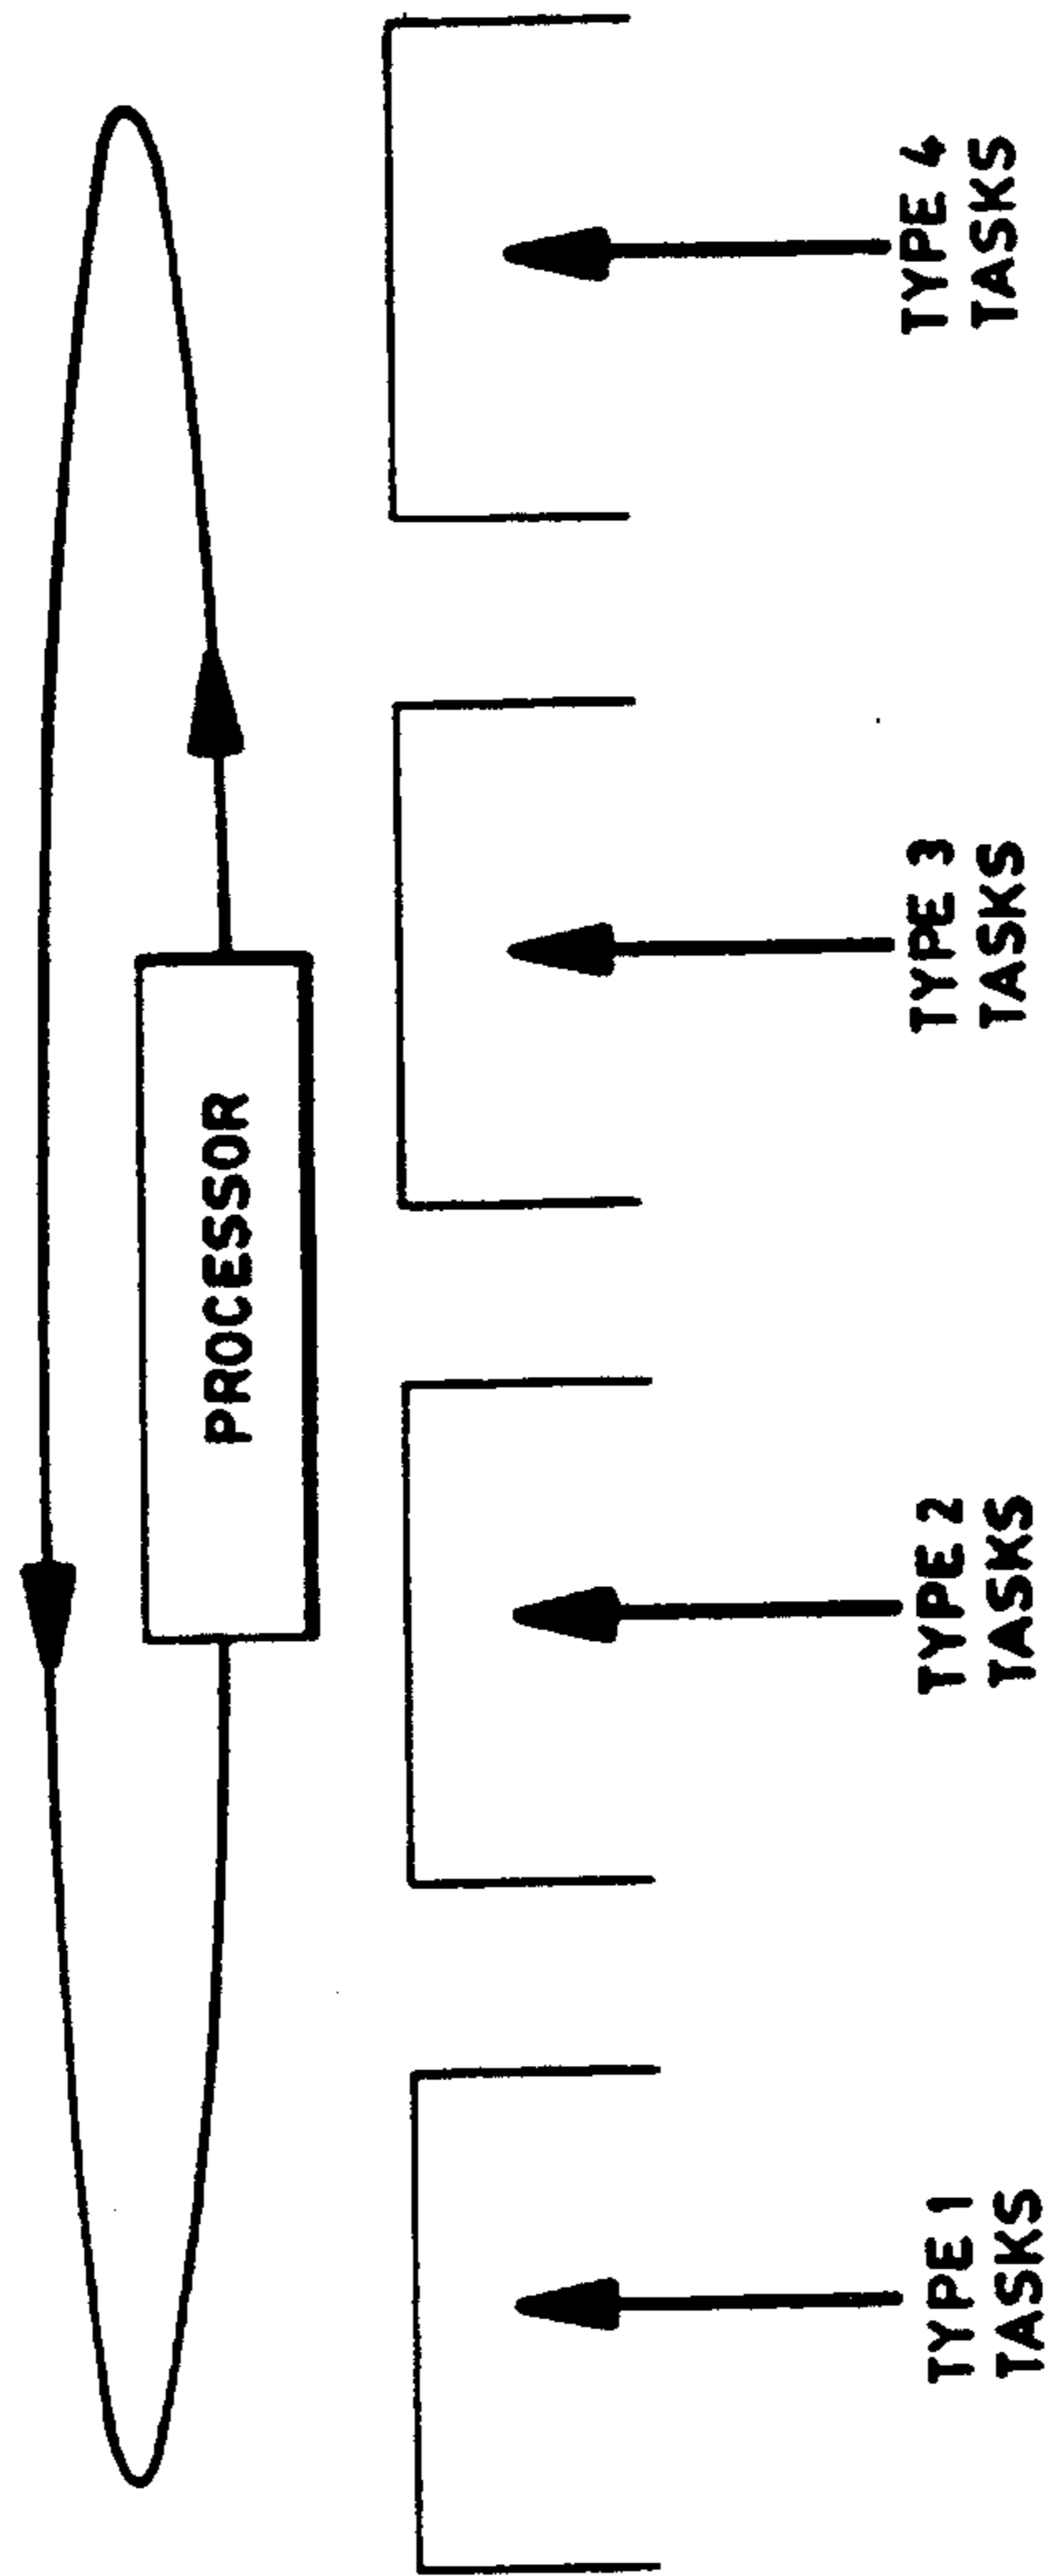 PROCESSOR
TYPE 1
TASKS
TYPE 2
TASKS
TYPE 3
TASKS
TYPE 4
TASKS